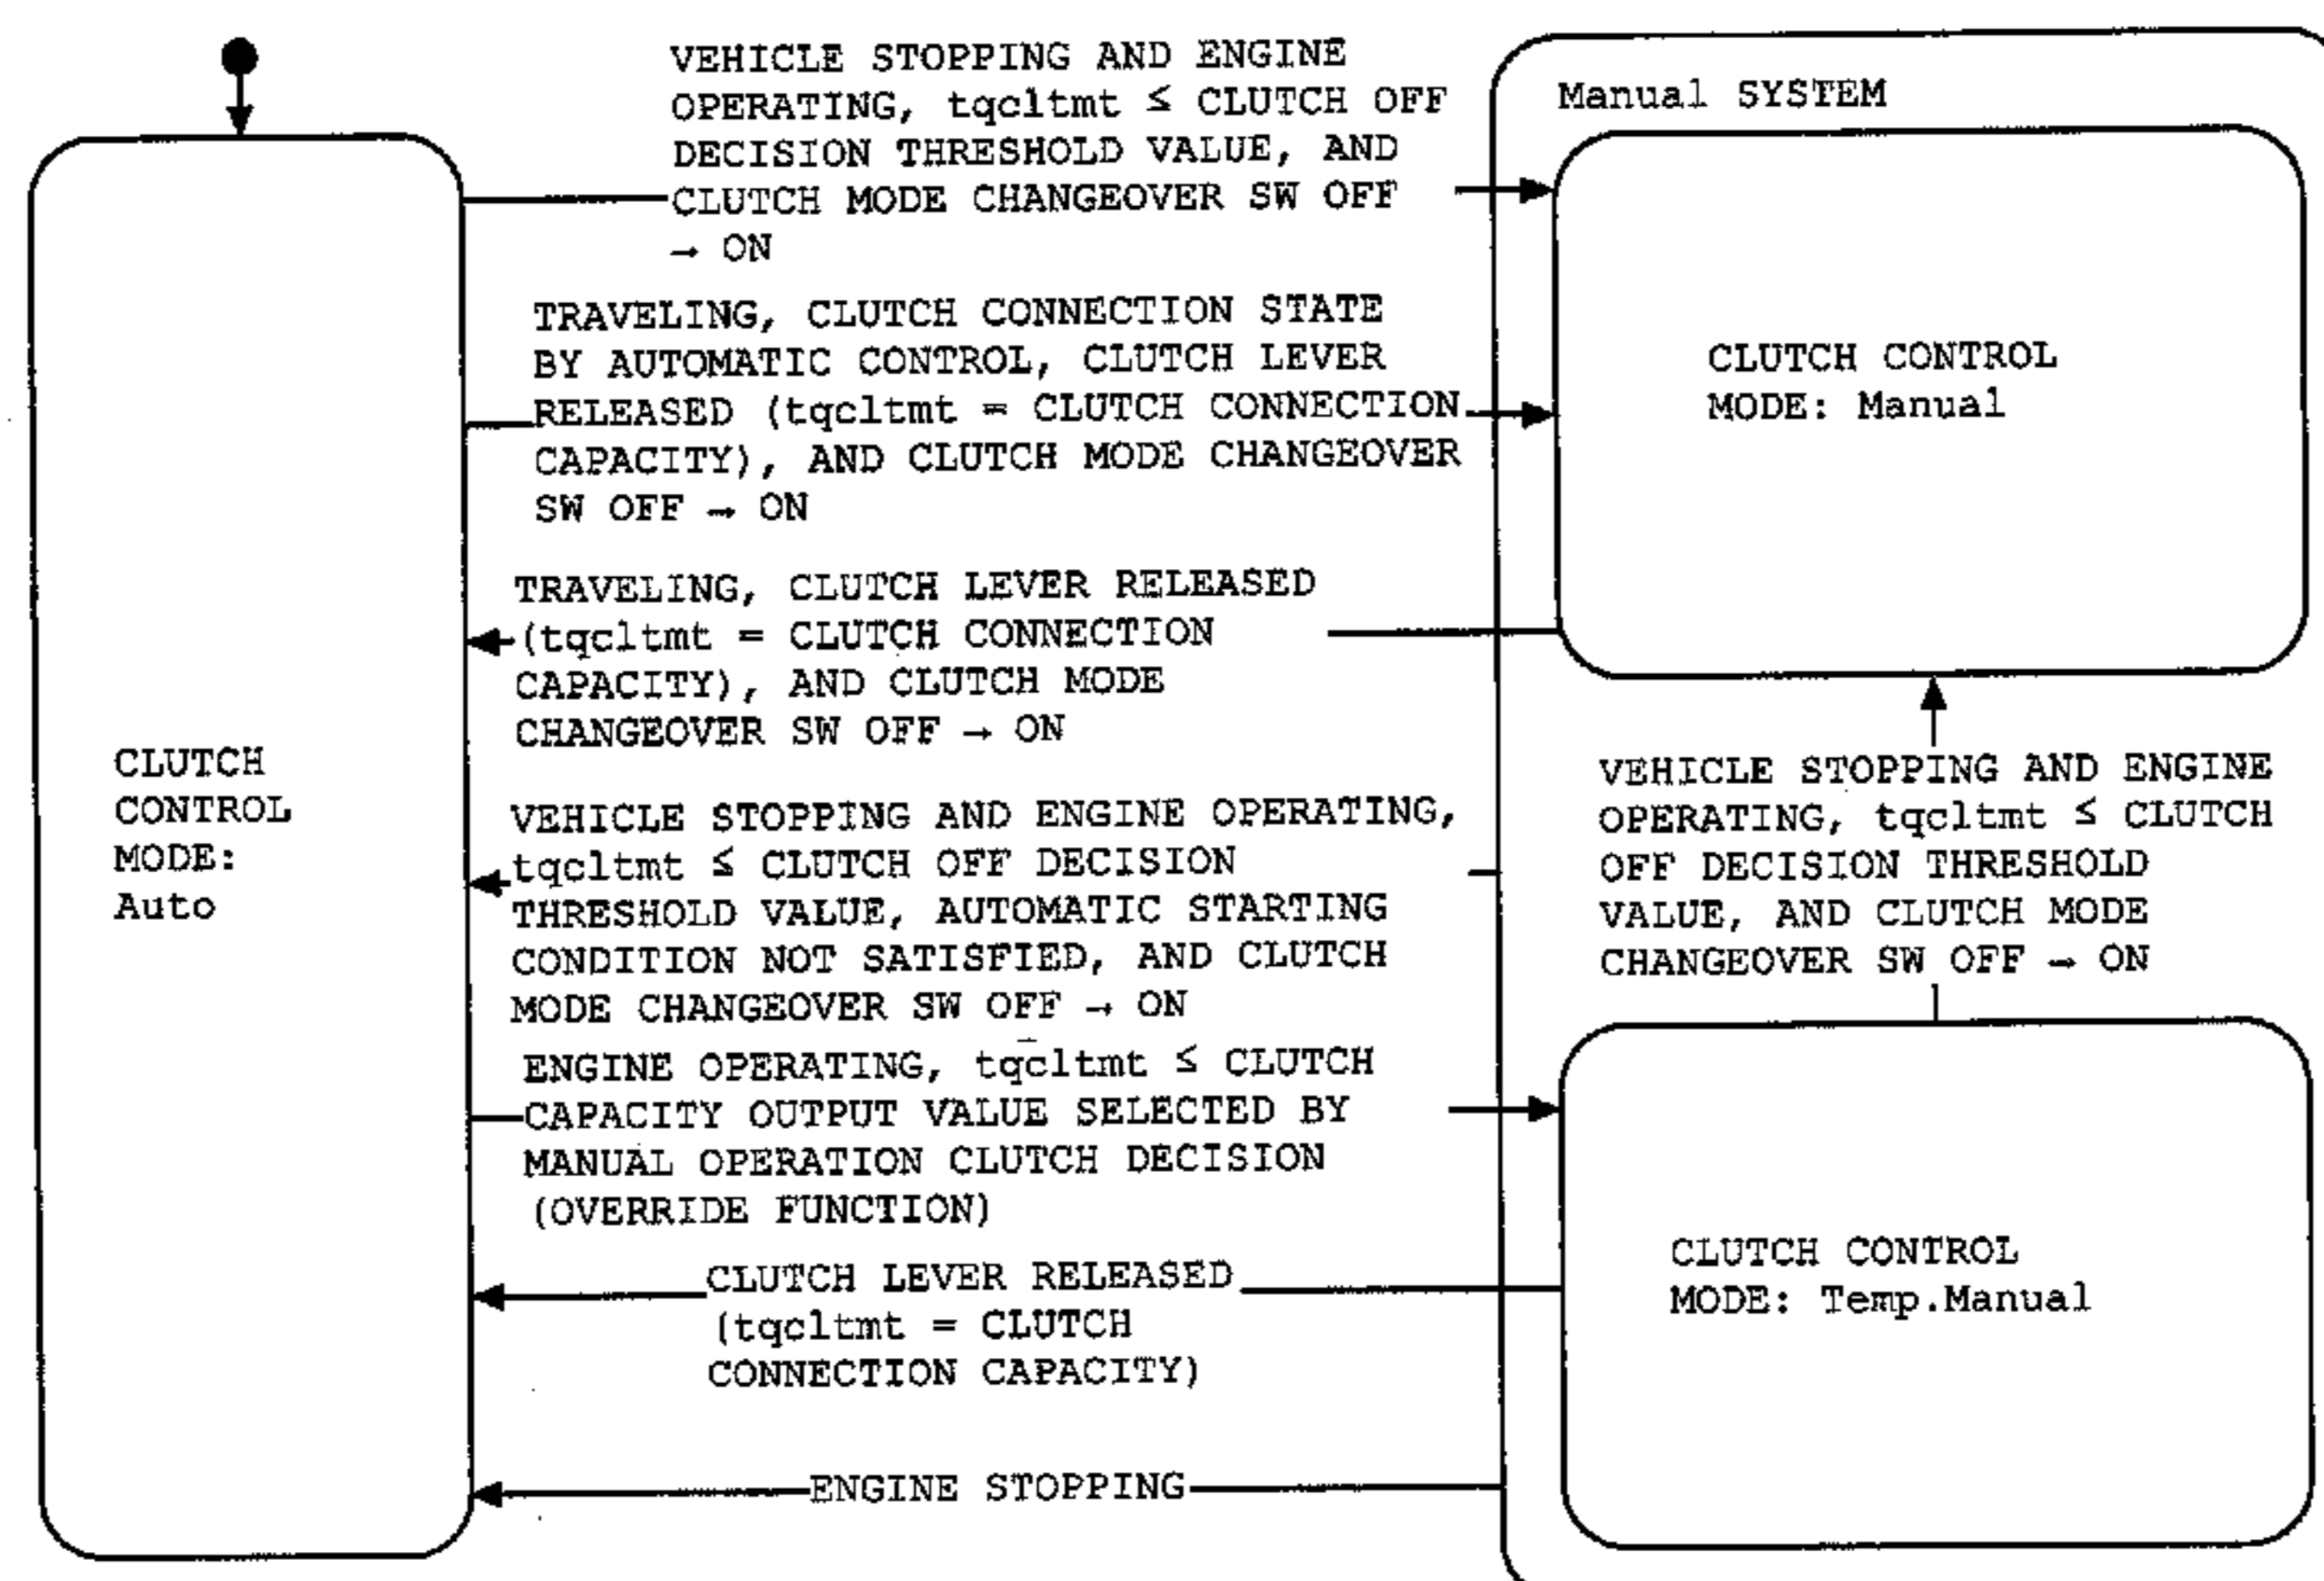 VEHICLE STOPPING AND ENGINE
OPERATING, tqcltmt ≤ CLUTCH OFF
DECISION THRESHOLD VALUE, AND
CLUTCH MODE CHANGEOVER SW OFF
→ ON
TRAVELING, CLUTCH CONNECTION STATE
BY AUTOMATIC CONTROL, CLUTCH LEVER
RELEASED (tqcltmt = CLUTCH CONNECTION
CAPACITY), AND CLUTCH MODE CHANGEOVER
SW OFF → ON
TRAVELING, CLUTCH LEVER RELEASED
(tqcltmt = CLUTCH CONNECTION
CAPACITY), AND CLUTCH MODE
CHANGEOVER SW OFF → ON
CLUTCH
CONTROL
MODE:
Auto
VEHICLE STOPPING AND ENGINE OPERATING,
tqcltmt ≤ CLUTCH OFF DECISION
THRESHOLD VALUE, AUTOMATIC STARTING
CONDITION NOT SATISFIED, AND CLUTCH
MODE CHANGEOVER SW OFF → ON
ENGINE OPERATING, tqcltmt ≤ CLUTCH
CAPACITY OUTPUT VALUE SELECTED BY
MANUAL OPERATION CLUTCH DECISION
(OVERRIDE FUNCTION)
CLUTCH LEVER RELEASED
(tqcltmt = CLUTCH
CONNECTION CAPACITY)
ENGINE STOPPING
Manual SYSTEM
CLUTCH CONTROL
MODE: Manual
VEHICLE STOPPING AND ENGINE
OPERATING, tqcltmt ≤ CLUTCH
OFF DECISION THRESHOLD
VALUE, AND CLUTCH MODE
CHANGEOVER SW OFF → ON
CLUTCH CONTROL
MODE: Temp.Manual